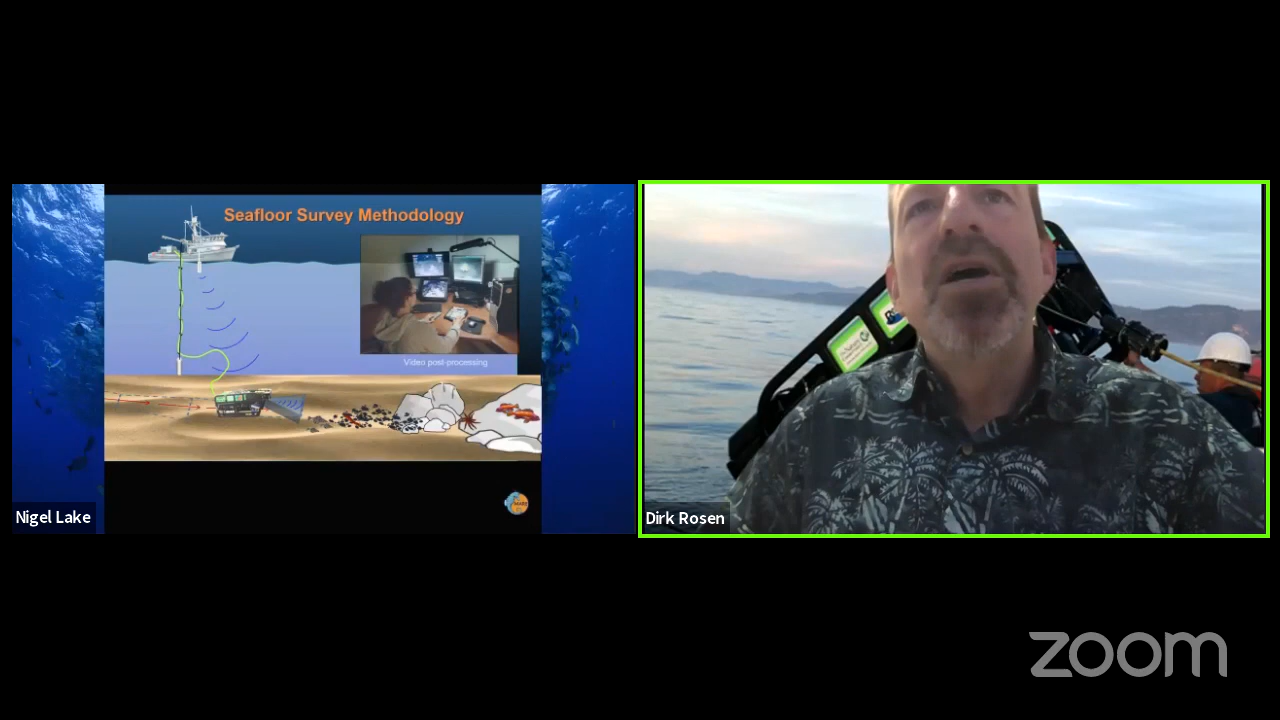 Seafloor Survey Methodology
Video post-processing
Nigel Lake
Dirk Rosen
zoom